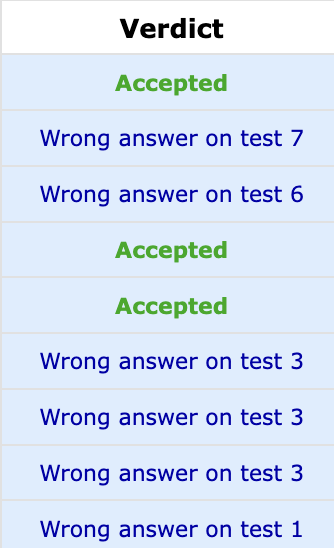 Verdict
Accepted
Wrong answer on test 7
Wrong answer on test 6
Accepted
Accepted
Wrong answer on test 3
Wrong answer on test 3
Wrong answer on test 3
Wrong answer on test 1